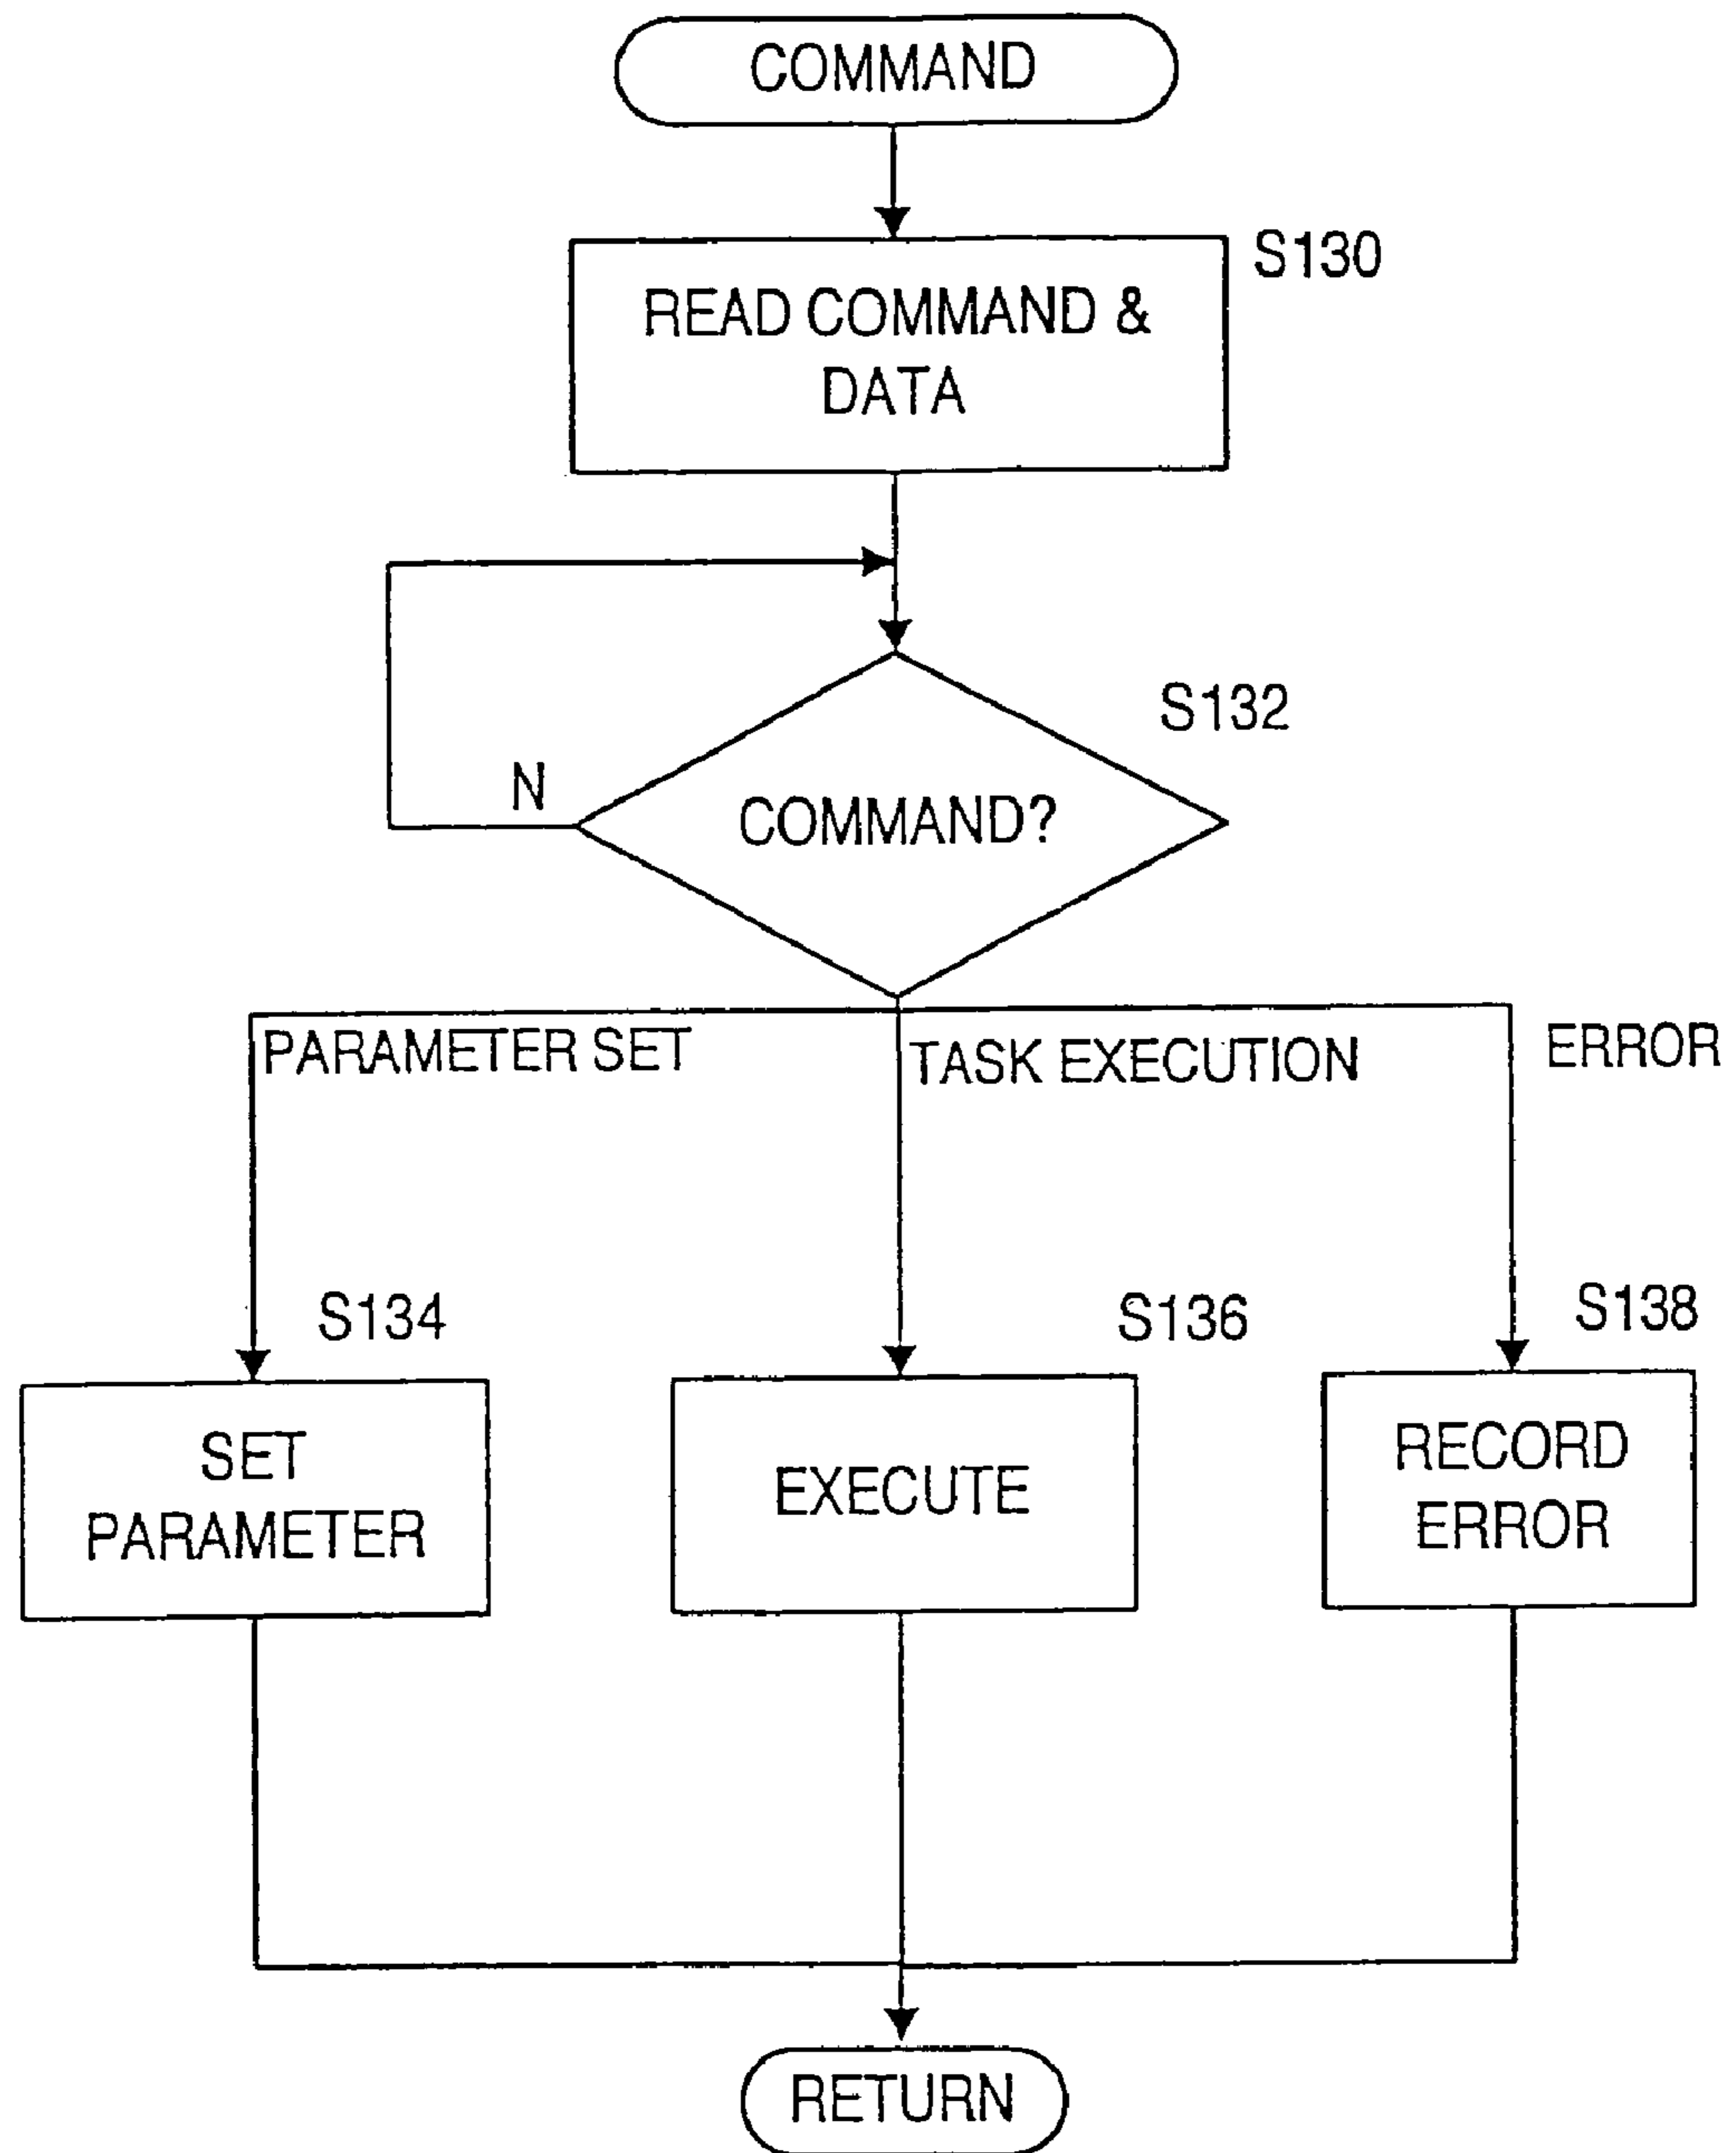 COMMAND
S130
READ COMMAND &
DATA
S132
N
COMMAND?
PARAMETER SET
TASK EXECUTION
ERROR
S134
S136
S138
SET
PARAMETER
EXECUTE
RECORD
ERROR
RETURN